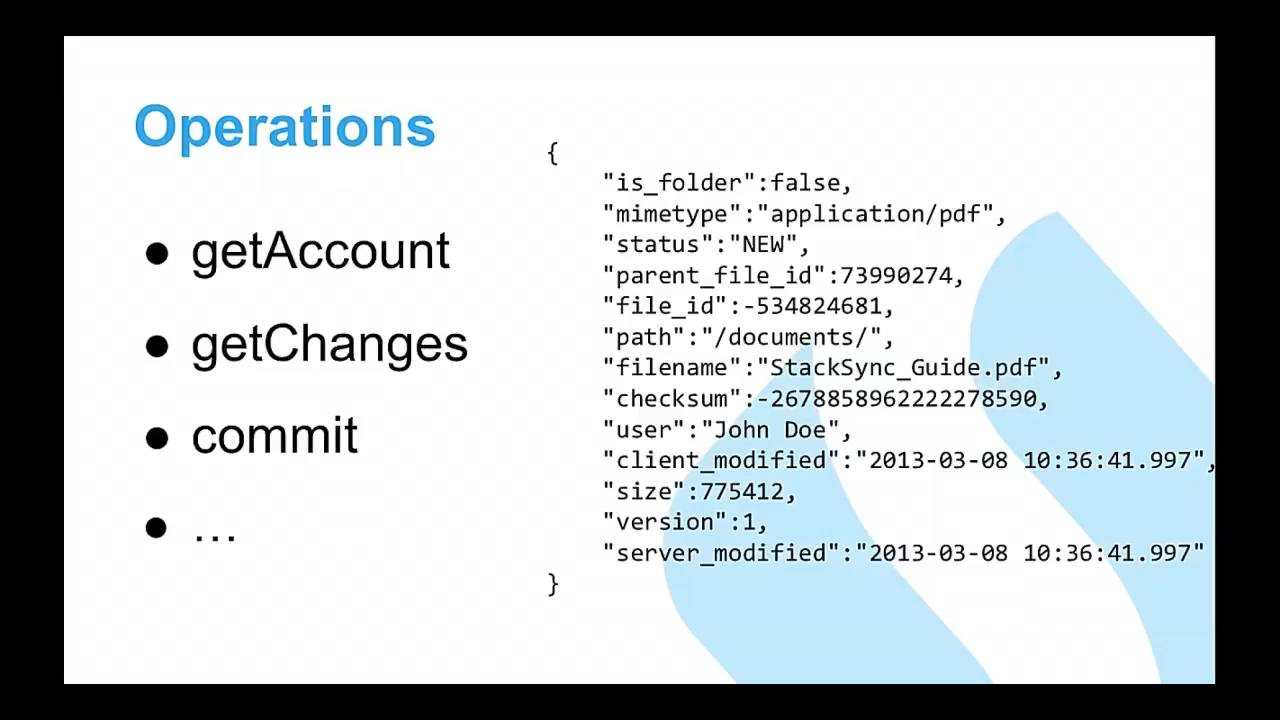 Operations
● getAccount
● getChanges
● commit
● …
{
"is_folder":false,
"mimetype":"application/pdf",
"status":"NEW",
"parent_file_id":73990274,
"file_id":-534824681,
"path":"/documents/",
"filename":"StackSync_Guide.pdf",
"checksum":-2678858962222278590,
"user":"John Doe",
"client_modified":"2013-03-08 10:36:41.997",
"size":775412,
"version":1,
"server_modified":"2013-03-08 10:36:41.997"
}